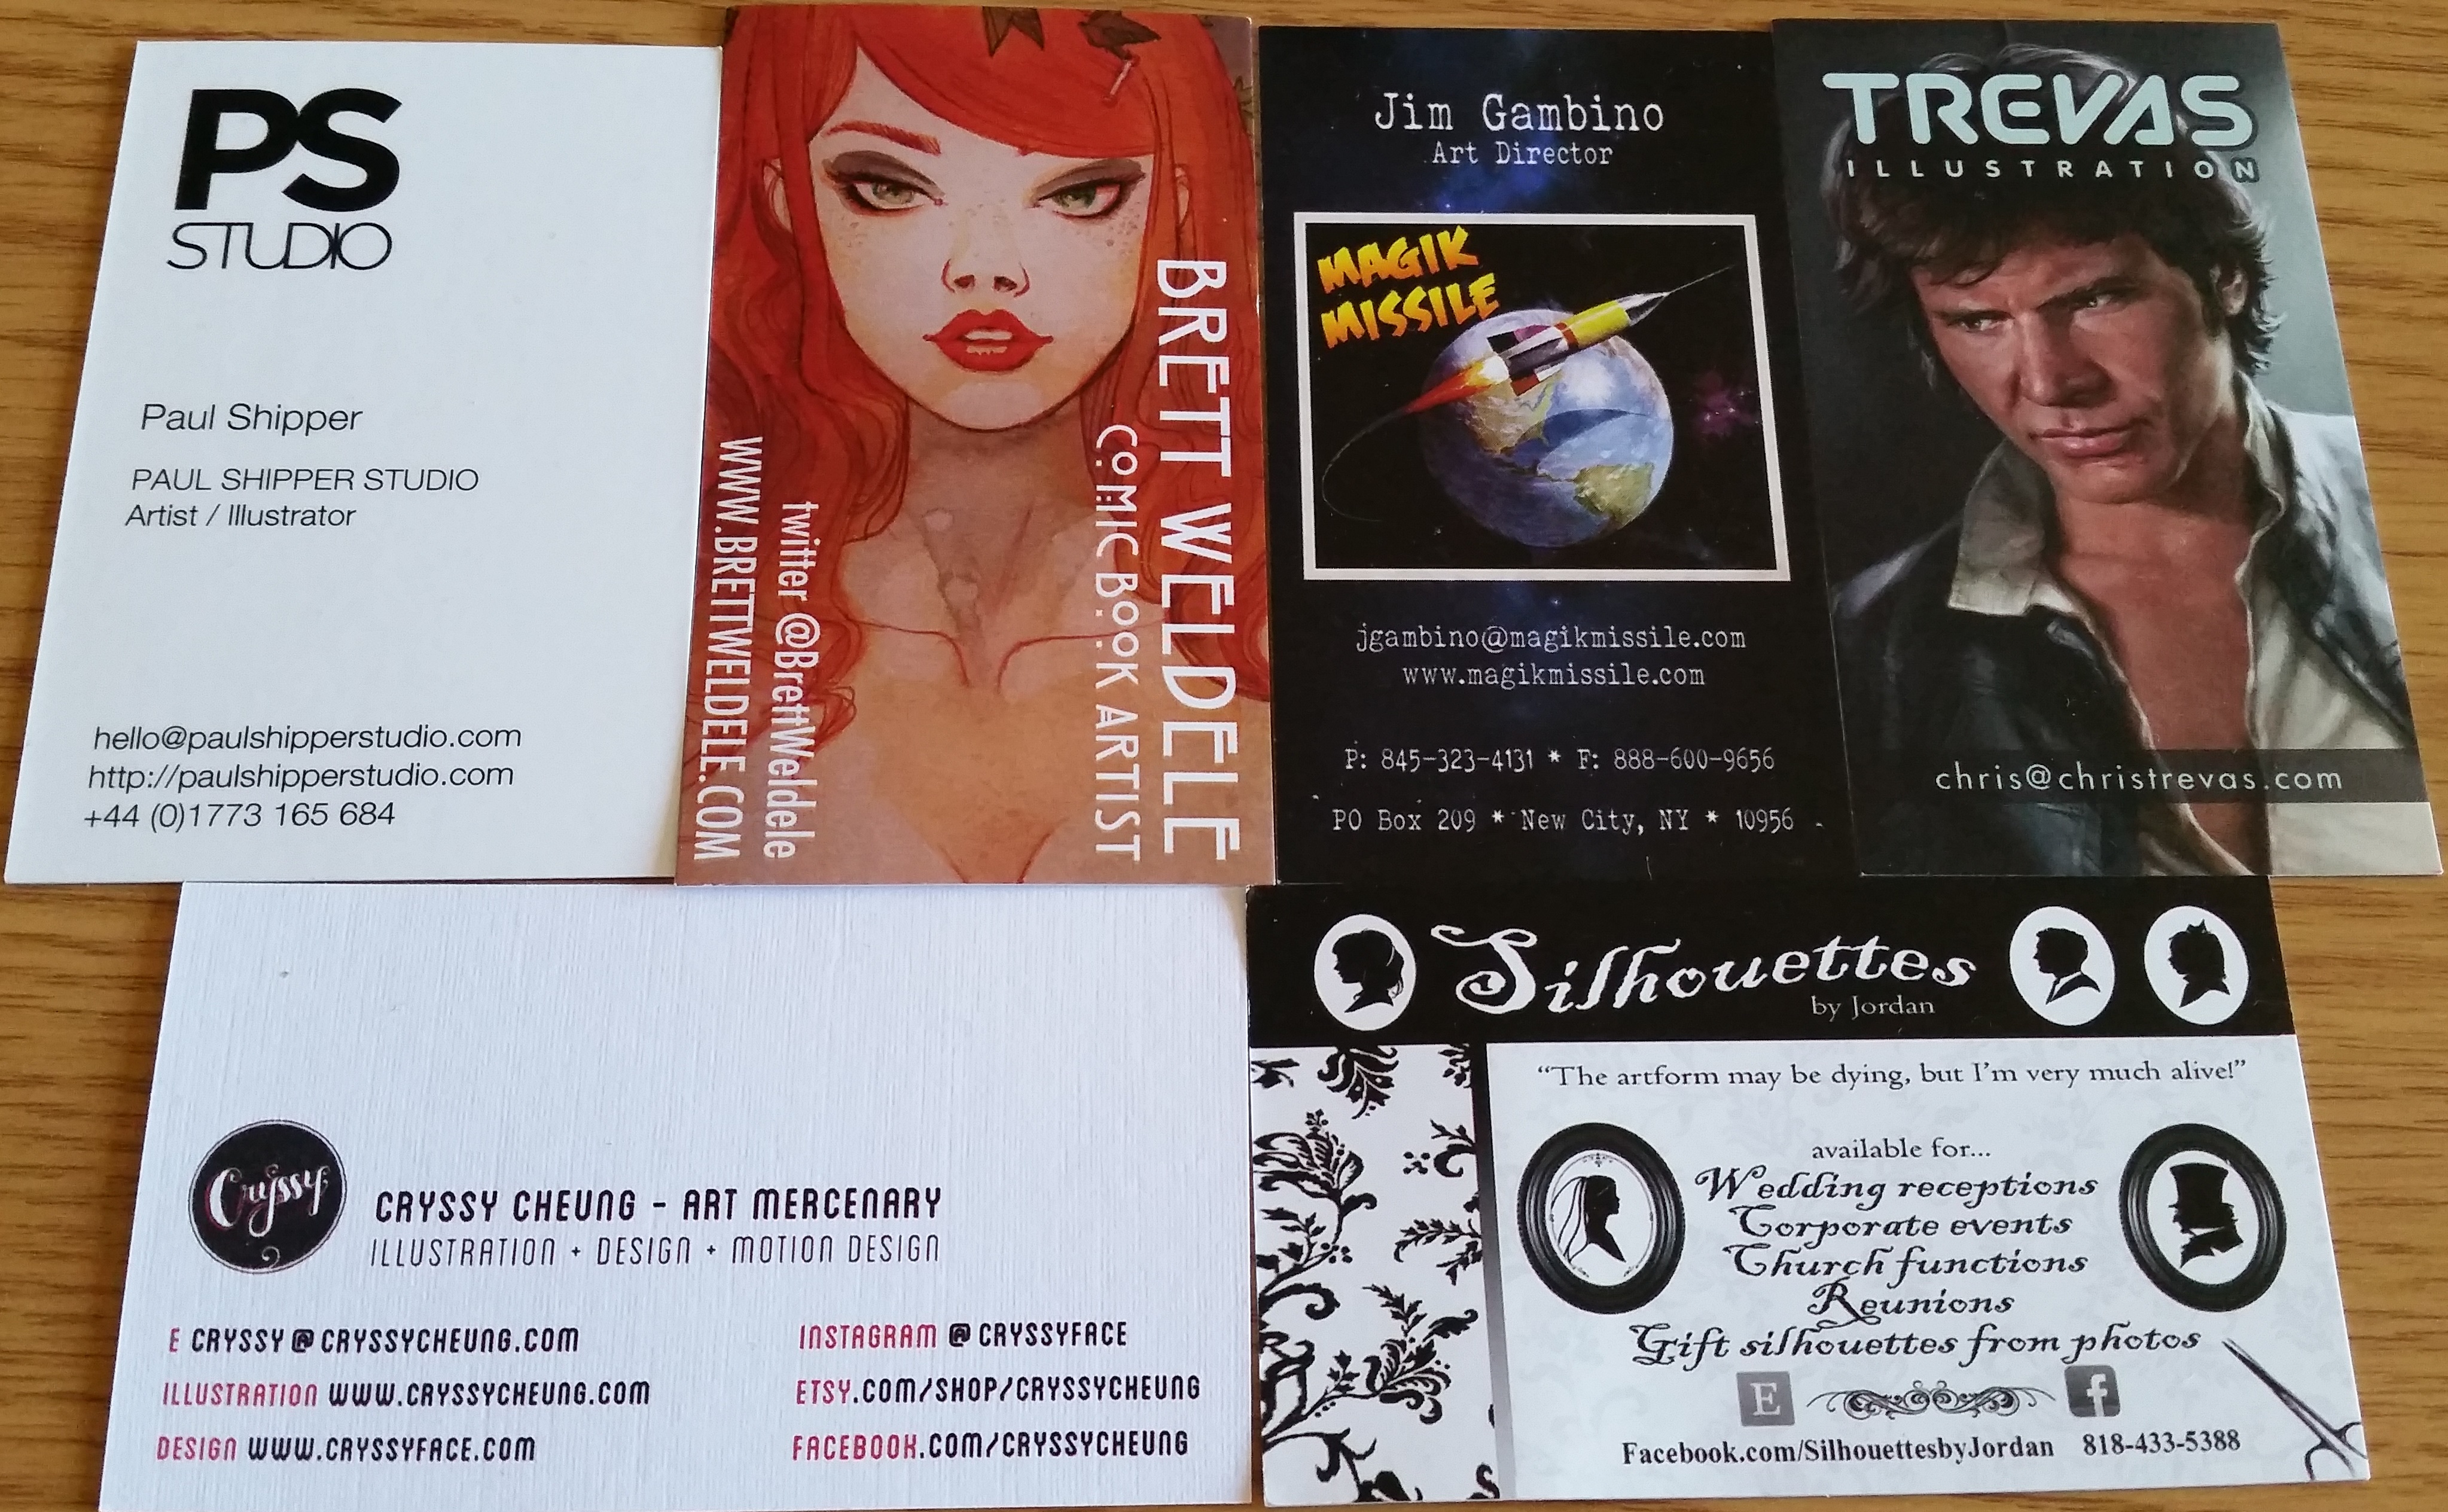 PS
STUDIO
Paul Shipper
PAUL SHIPPER STUDIO
Artist / Illustrator
hello@paulshipperstudio.com
http://paulshipperstudio.com
+44 (0)1773 165 684
BRETT WELDELE
COMIC BOOK ARTIST
twitter @BrettWeldele
WWW.BRETTWELDELE.COM
Jim Gambino
Art Director
MAGIK
MISSILE
jgambino@magikmissile.com
www.magikmissile.com
P: 845-323-4131 * F: 888-600-9656
PO Box 209 * New City, NY * 10956
TREVAS
ILLUSTRATION
chris@christrevas.com
Cryssy
CRYSSY CHEUNG - ART MERCENARY
ILLUSTRATION + DESIGN + MOTION DESIGN
E CRYSSY@CRYSSYCHEUNG.COM
ILLUSTRATION WWW.CRYSSYCHEUNG.COM
DESIGN WWW.CRYSSYFACE.COM
INSTAGRAM @CRYSSYFACE
ETSY.COM/SHOP/CRYSSYCHEUNG
FACEBOOK.COM/CRYSSYCHEUNG
Silhouettes
by Jordan
“The artform may be dying, but I’m very much alive!”
available for...
Wedding receptions
Corporate events
Church functions
Reunions
Gift silhouettes from photos
E f
Facebook.com/SilhouettesbyJordan 818-433-5388